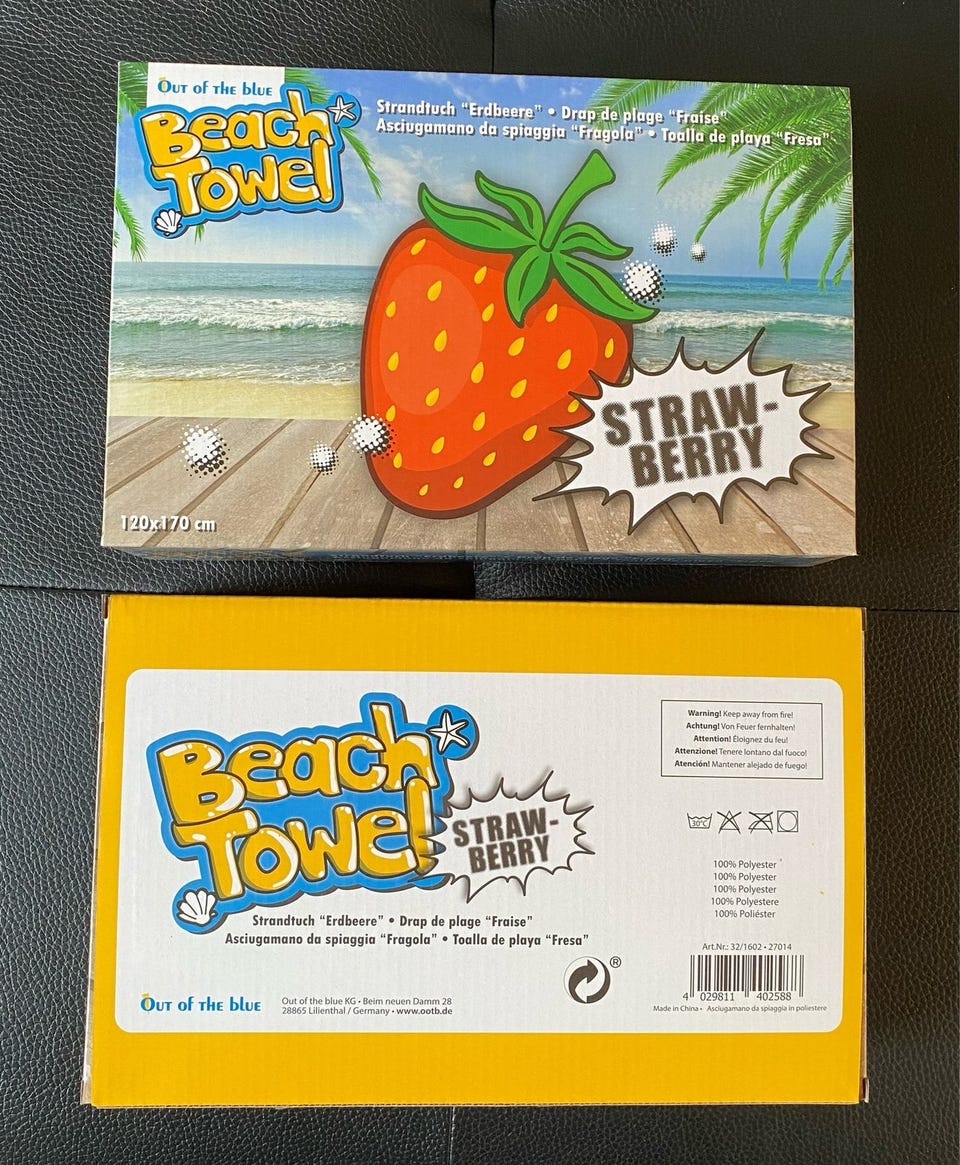 Out of the blue
Beach
Towel
Strandtuch “Erdbeere” • Drap de plage “Fraise”
Asciugamano da spiaggia “Fragola” • Toalla de playa “Fresa”
STRAW-
BERRY
120x170 cm
Beach
Towel
STRAW-
BERRY
Strandtuch “Erdbeere” • Drap de plage “Fraise”
Asciugamano da spiaggia “Fragola” • Toalla de playa “Fresa”
Warning! Keep away from fire!
Achtung! Von Feuer fernhalten!
Attention! Éloignez du feu!
Attenzione! Tenere lontano dal fuoco!
Atención! Mantener alejado de fuego!
30°C
100% Polyester
100% Polyester
100% Polyester
100% Polyestere
100% Poliéster
Art.Nr.: 32/1602 • 27014
4 029811 402588
Made in China • Asciugamano da spiaggia in poliestere
®
Out of the blue
Out of the blue KG • Beim neuen Damm 28
28865 Lilienthal / Germany • www.ootb.de